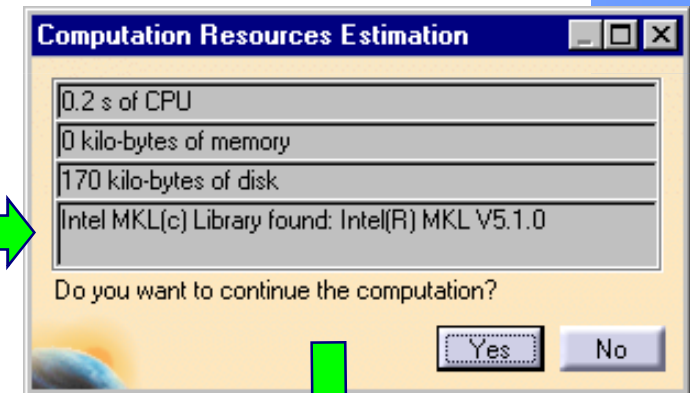 Computation Resources Estimation
0.2 s of CPU
0 kilo-bytes of memory
170 kilo-bytes of disk
Intel MKL(c) Library found: Intel(R) MKL V5.1.0
Do you want to continue the computation?
Yes No